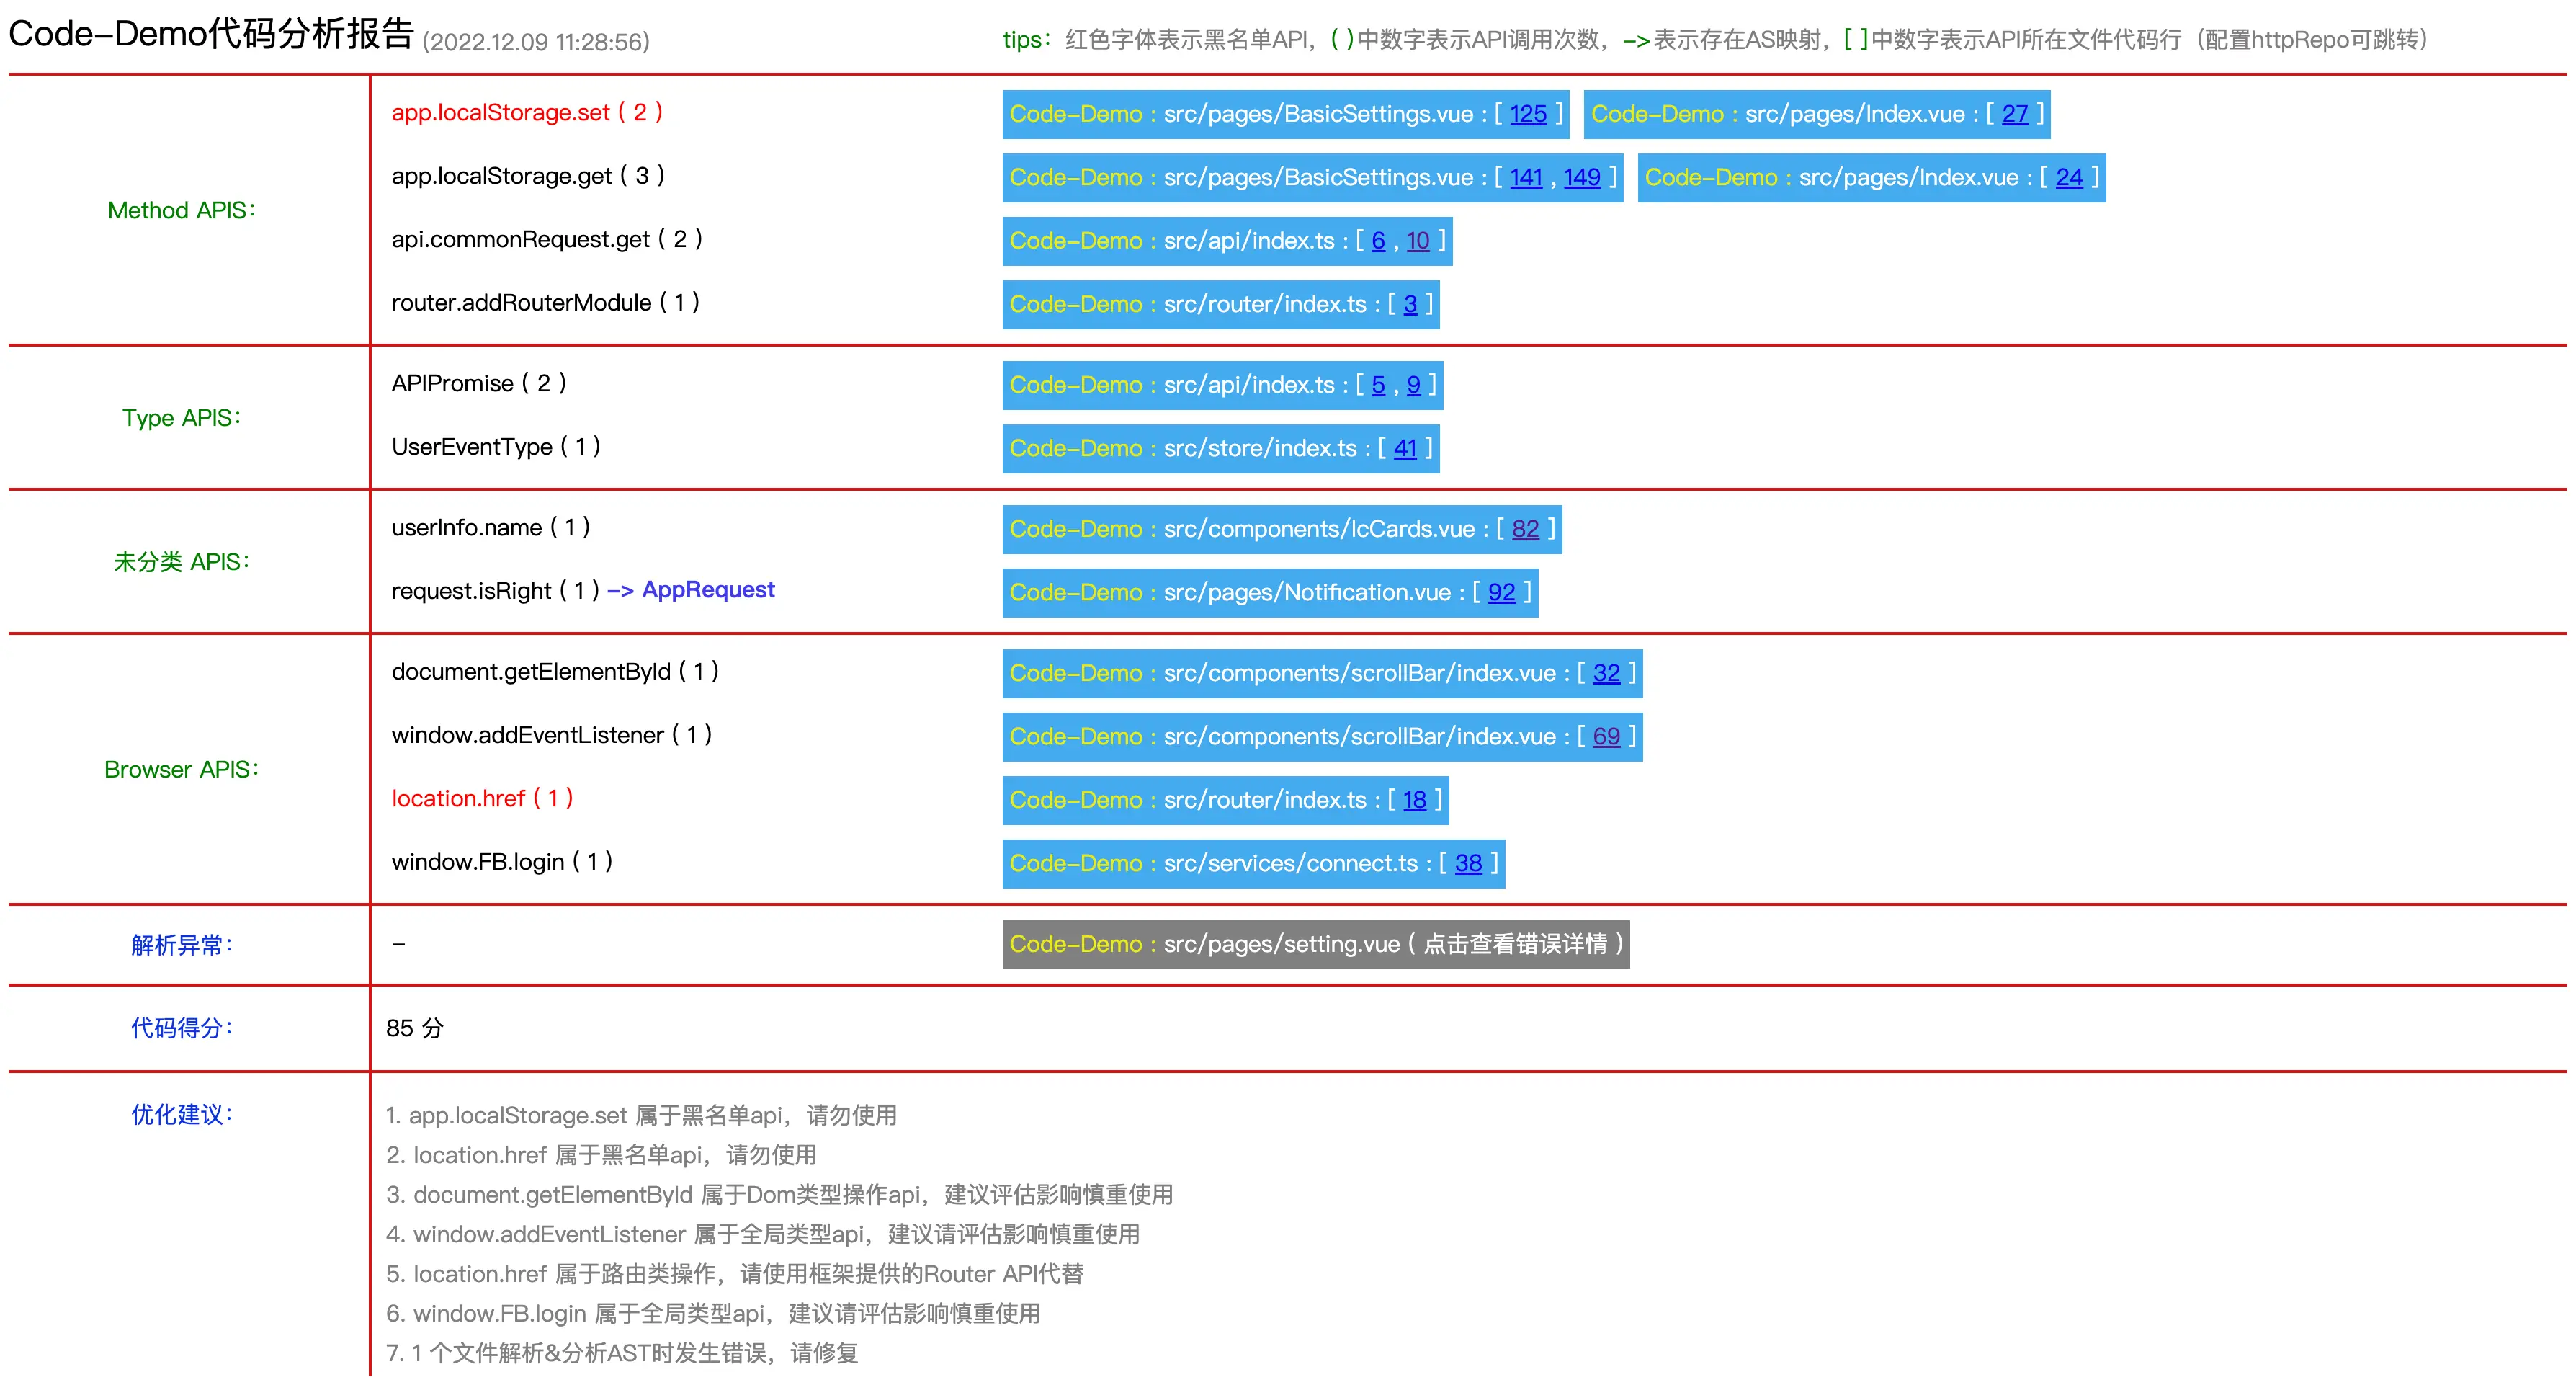 Code-Demo代码分析报告 (2022.12.09 11:28:56) tips：红色字体表示黑名单API，( )中数字表示API调用次数，->表示存在AS映射，[ ]中数字表示API所在文件代码行（配置httpRepo可跳转）
Method APIS：
app.localStorage.set ( 2 ) Code-Demo : src/pages/BasicSettings.vue : [ 125 ] Code-Demo : src/pages/Index.vue : [ 27 ]
app.localStorage.get ( 3 ) Code-Demo : src/pages/BasicSettings.vue : [ 141 , 149 ] Code-Demo : src/pages/Index.vue : [ 24 ]
api.commonRequest.get ( 2 ) Code-Demo : src/api/index.ts : [ 6 , 10 ]
router.addRouterModule ( 1 ) Code-Demo : src/router/index.ts : [ 3 ]
Type APIS：
APIPromise ( 2 ) Code-Demo : src/api/index.ts : [ 5 , 9 ]
UserEventType ( 1 ) Code-Demo : src/store/index.ts : [ 41 ]
未分类 APIS：
userInfo.name ( 1 ) Code-Demo : src/components/IcCards.vue : [ 82 ]
request.isRight ( 1 ) -> AppRequest Code-Demo : src/pages/Notification.vue : [ 92 ]
Browser APIS：
document.getElementById ( 1 ) Code-Demo : src/components/scrollBar/index.vue : [ 32 ]
window.addEventListener ( 1 ) Code-Demo : src/components/scrollBar/index.vue : [ 69 ]
location.href ( 1 ) Code-Demo : src/router/index.ts : [ 18 ]
window.FB.login ( 1 ) Code-Demo : src/services/connect.ts : [ 38 ]
解析异常： – Code-Demo : src/pages/setting.vue ( 点击查看错误详情 )
代码得分： 85 分
优化建议：
1. app.localStorage.set 属于黑名单api，请勿使用
2. location.href 属于黑名单api，请勿使用
3. document.getElementById 属于Dom类型操作api，建议评估影响慎重使用
4. window.addEventListener 属于全局类型api，建议请评估影响慎重使用
5. location.href 属于路由类操作，请使用框架提供的Router API代替
6. window.FB.login 属于全局类型api，建议请评估影响慎重使用
7. 1 个文件解析&分析AST时发生错误，请修复